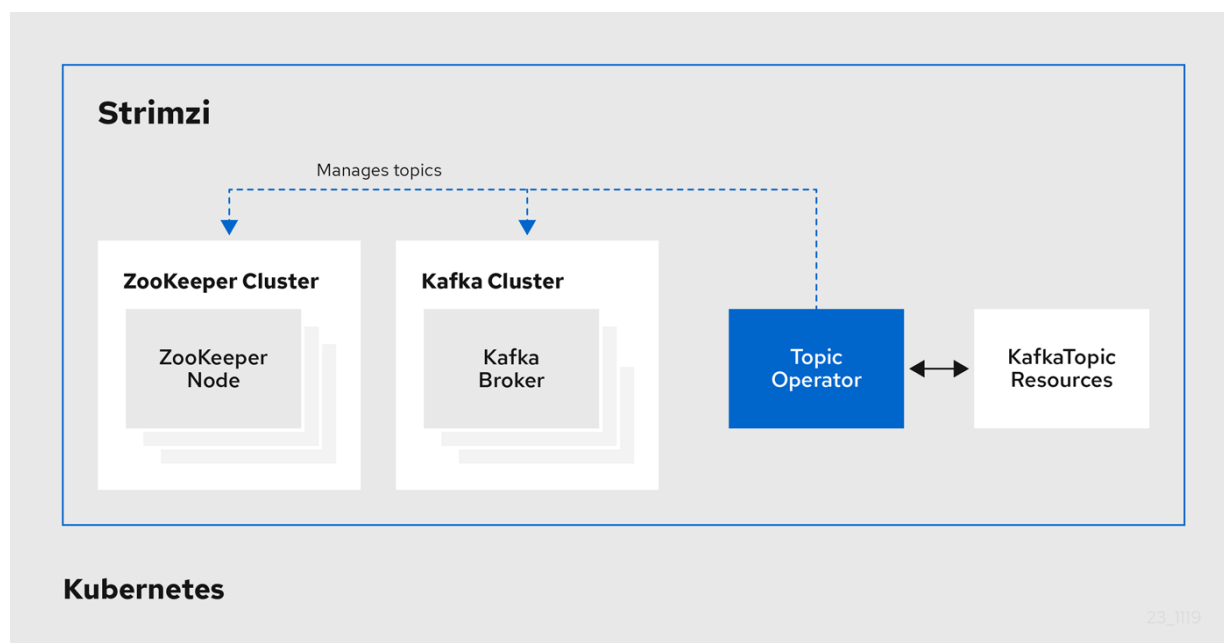 Strimzi
Manages topics
ZooKeeper Cluster
ZooKeeper
Node
Kafka Cluster
Kafka
Broker
Topic
Operator
KafkaTopic
Resources
Kubernetes
23_1119